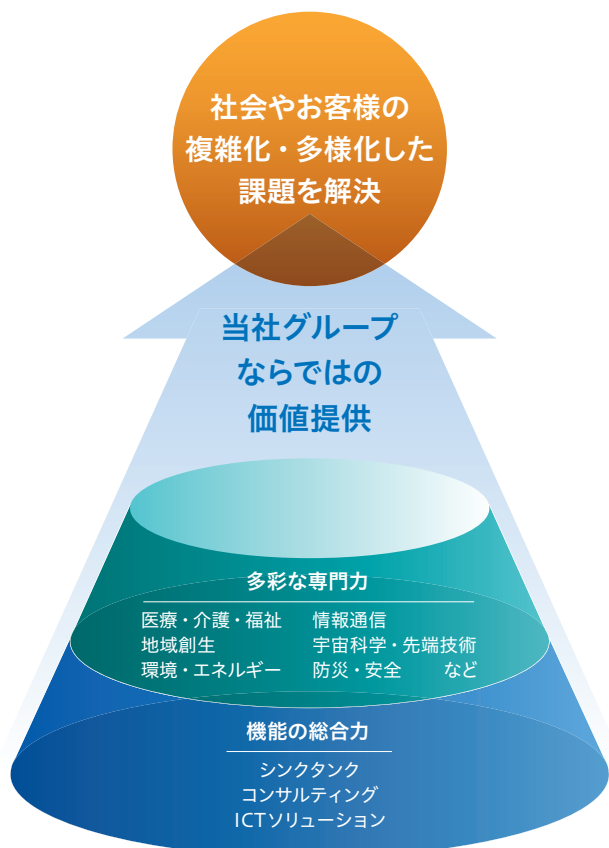 社会やお客様の
複雑化・多様化した
課題を解決
当社グループ
ならではの
価値提供
多彩な専門力
医療・介護・福祉 情報通信
地域創生 宇宙科学・先端技術
環境・エネルギー 防災・安全 など
機能の総合力
シンクタンク
コンサルティング
ICTソリューション